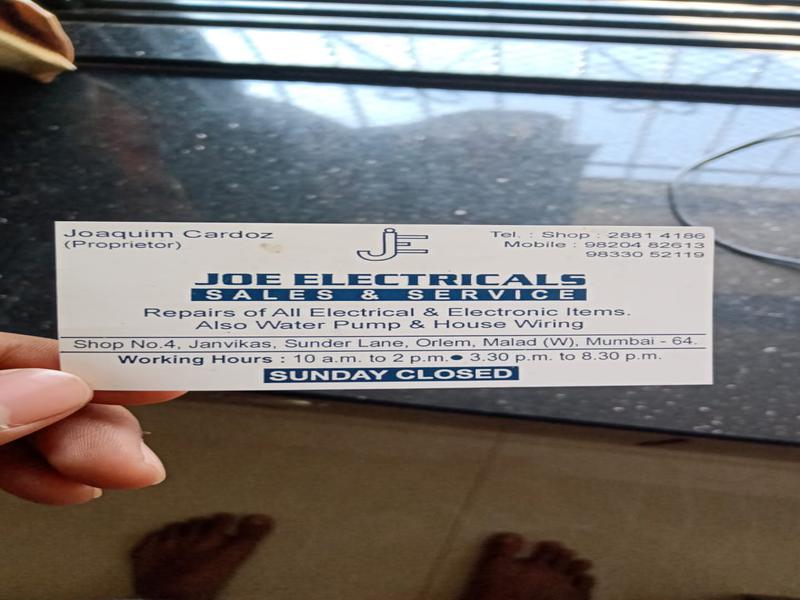 Joaquim Cardoz
(Proprietor)
JE
Tel. : Shop : 2881 4186
Mobile : 98204 82613
98330 52119
JOE ELECTRICALS
SALES & SERVICE
Repairs of All Electrical & Electronic Items.
Also Water Pump & House Wiring
Shop No.4, Janvikas, Sunder Lane, Orlem, Malad (W), Mumbai - 64.
Working Hours : 10 a.m. to 2 p.m.● 3.30 p.m. to 8.30 p.m.
SUNDAY CLOSED